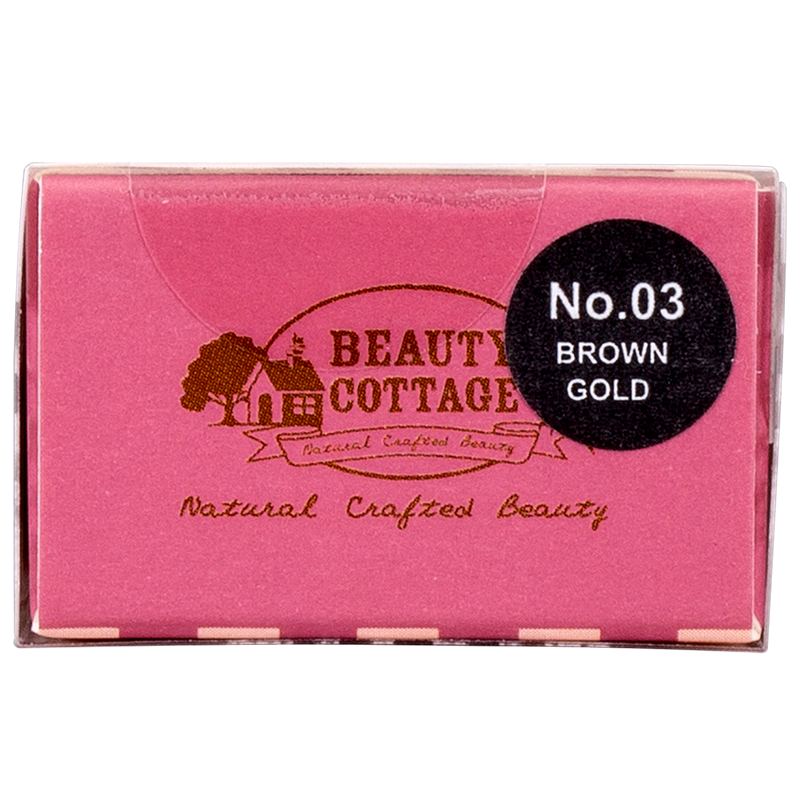 BEAUTY
COTTAGE
Natural Crafted Beauty
Natural Crafted Beauty
No.03
BROWN
GOLD